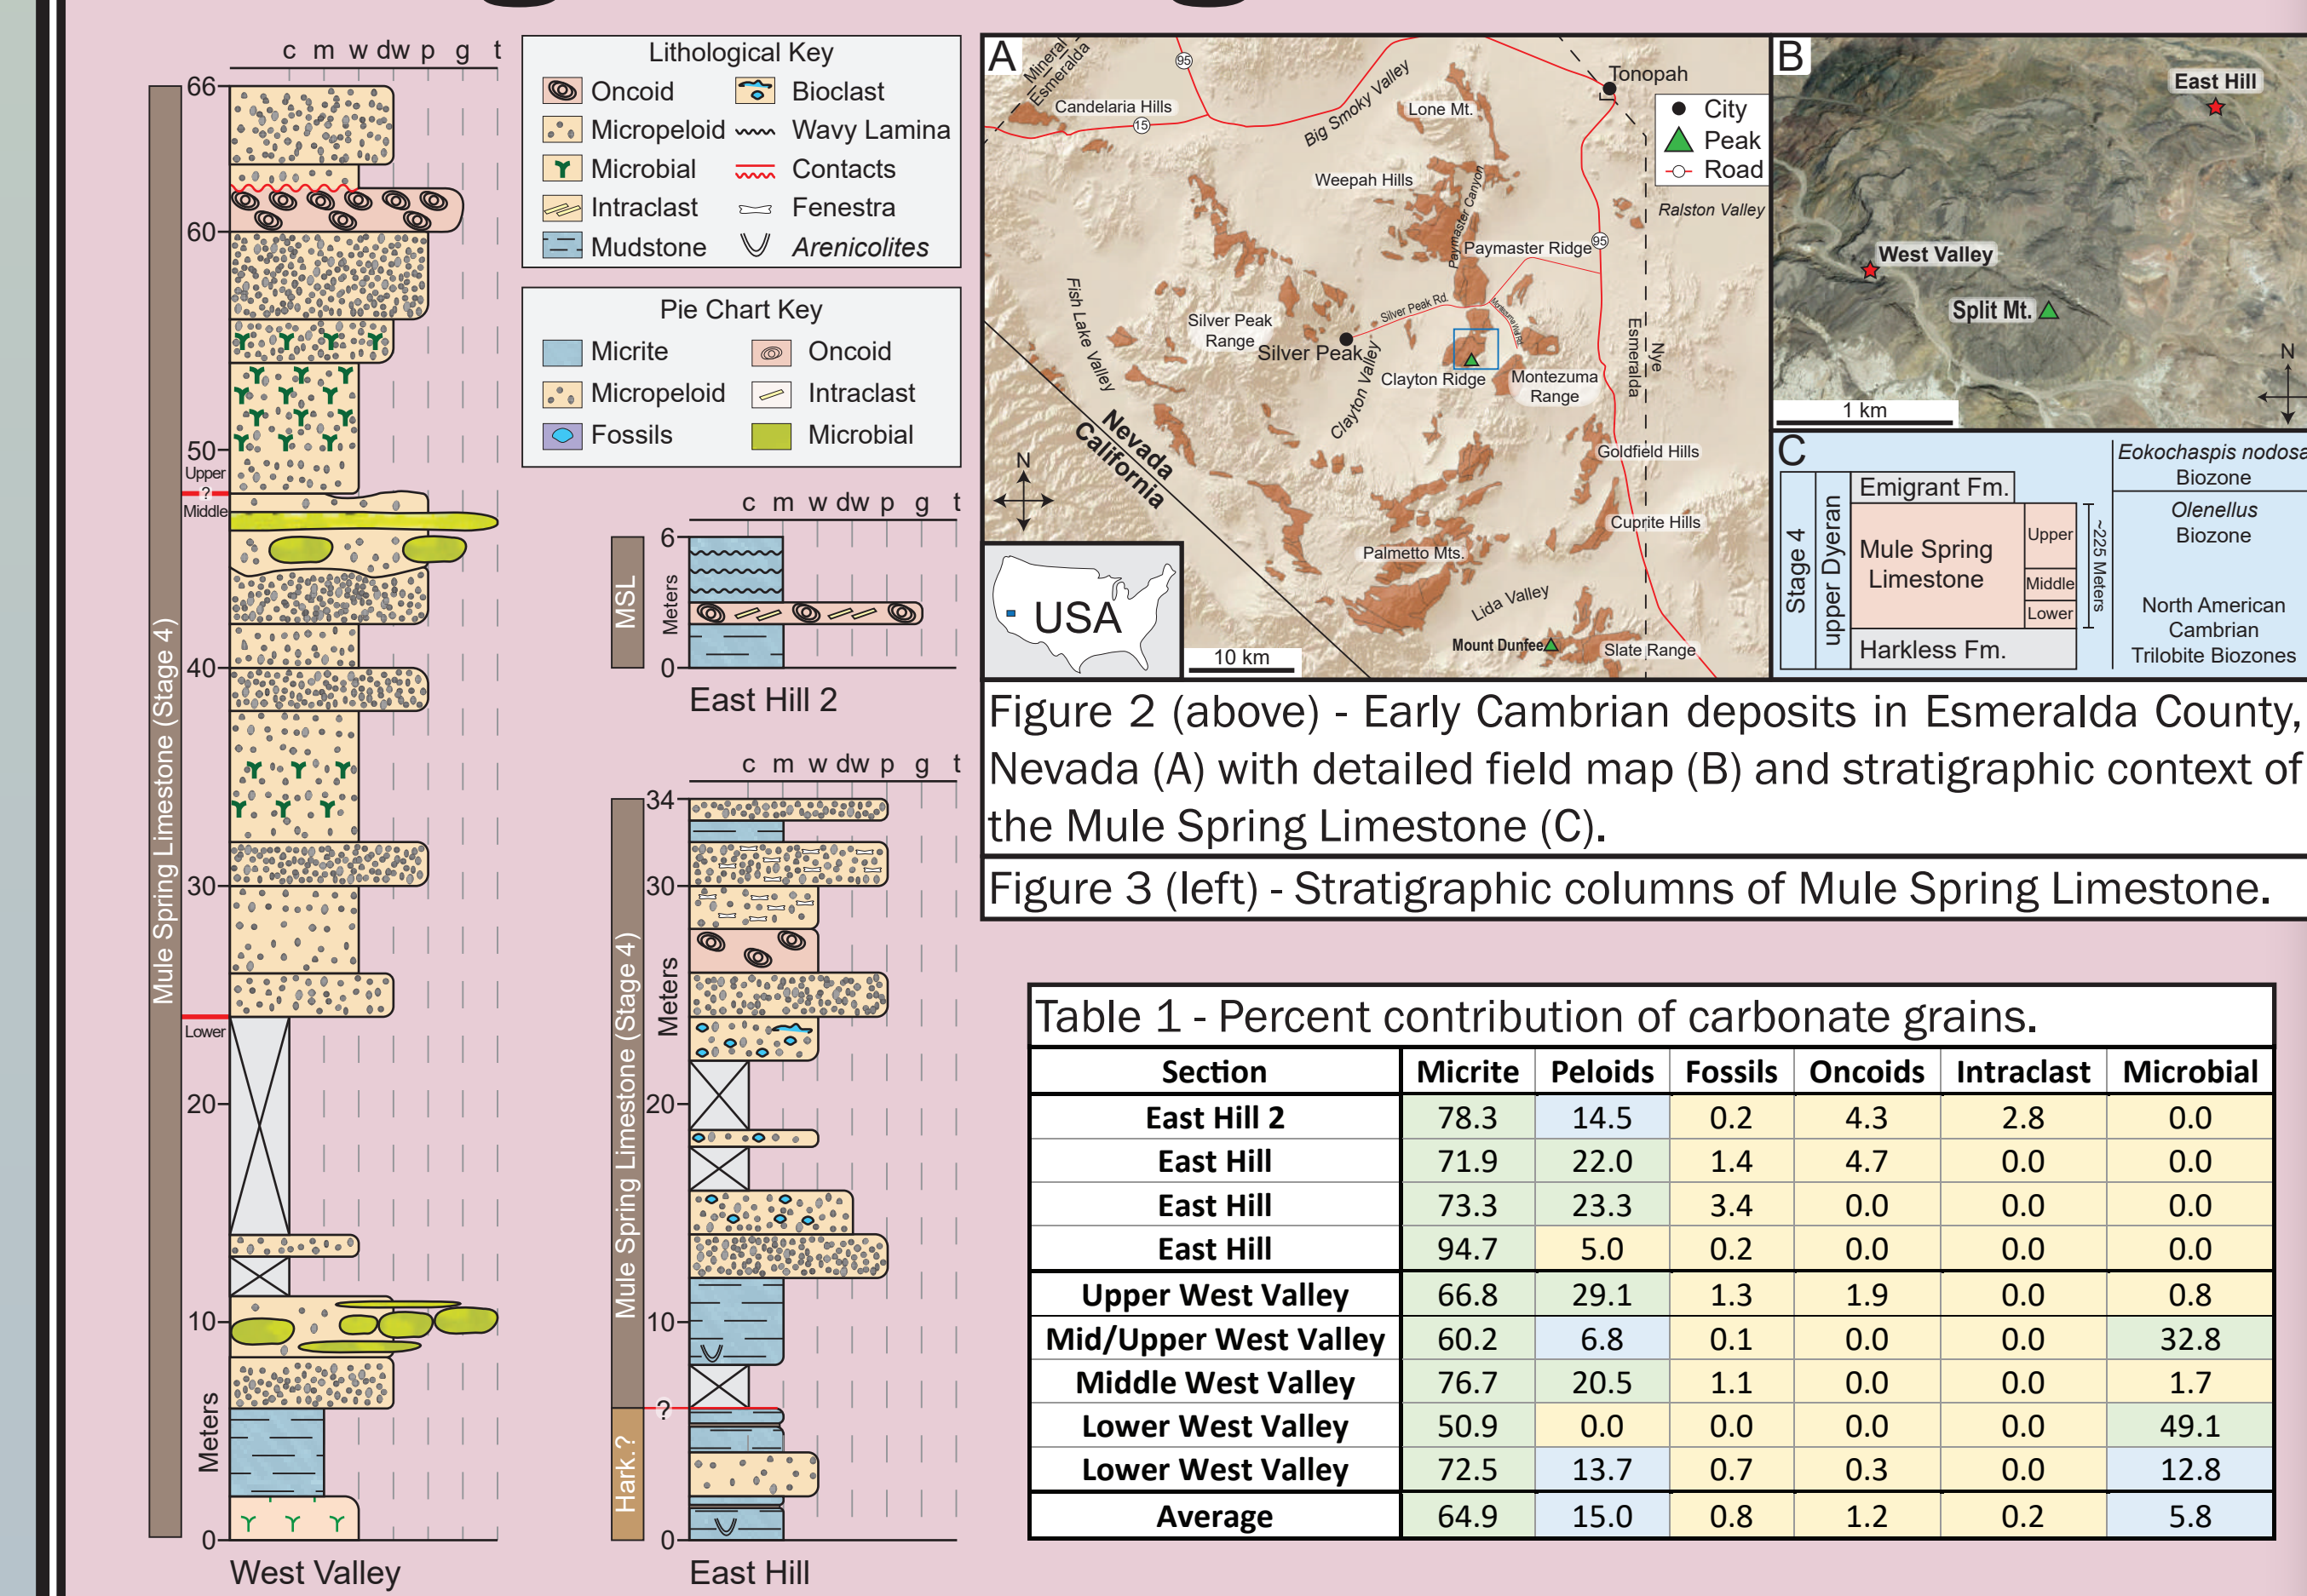 c m w dw p g t
66
60
50
Upper
?
Middle
40
30
Lower
20
10
0
Meters
Mule Spring Limestone (Stage 4)
West Valley
Lithological Key
Oncoid Bioclast
Micropeloid Wavy Lamina
Microbial Contacts
Intraclast Fenestra
Mudstone Arenicolites
Pie Chart Key
Micrite Oncoid
Micropeloid Intraclast
Fossils Microbial
c m w dw p g t
6
Meters
0
MSL
East Hill 2
c m w dw p g t
34
30
Meters
20
10
?
0
Mule Spring Limestone (Stage 4)
Hark.?
East Hill
A
Mineral
Esmeralda
95
Candelaria Hills
15
Big Smoky Valley
Lone Mt.
Tonopah
City
Peak
Road
Weepah Hills
Paymaster Canyon
Ralston Valley
Paymaster Ridge
95
Fish Lake Valley
Silver Peak
Range
Silver Peak Rd.
Silver Peak
Clayton Valley
Clayton Ridge
Montezuma
Range
Esmeralda
Nye
Nevada
California
N
Goldfield Hills
Cuprite Hills
Palmetto Mts.
Lida Valley
Mount Dunfee
Slate Range
USA
10 km
B
East Hill
West Valley
Split Mt.
N
1 km
C
Stage 4
upper Dyeran
Emigrant Fm.
Mule Spring
Limestone
Upper
Middle
Lower
Harkless Fm.
~225 Meters
Eokochaspis nodosa
Biozone
Olenellus
Biozone
North American
Cambrian
Trilobite Biozones
Figure 2 (above) - Early Cambrian deposits in Esmeralda County,
Nevada (A) with detailed field map (B) and stratigraphic context of
the Mule Spring Limestone (C).
Figure 3 (left) - Stratigraphic columns of Mule Spring Limestone.
Table 1 - Percent contribution of carbonate grains.
Section Micrite Peloids Fossils Oncoids Intraclast Microbial
East Hill 2 78.3 14.5 0.2 4.3 2.8 0.0
East Hill 71.9 22.0 1.4 4.7 0.0 0.0
East Hill 73.3 23.3 3.4 0.0 0.0 0.0
East Hill 94.7 5.0 0.2 0.0 0.0 0.0
Upper West Valley 66.8 29.1 1.3 1.9 0.0 0.8
Mid/Upper West Valley 60.2 6.8 0.1 0.0 0.0 32.8
Middle West Valley 76.7 20.5 1.1 0.0 0.0 1.7
Lower West Valley 50.9 0.0 0.0 0.0 0.0 49.1
Lower West Valley 72.5 13.7 0.7 0.3 0.0 12.8
Average 64.9 15.0 0.8 1.2 0.2 5.8